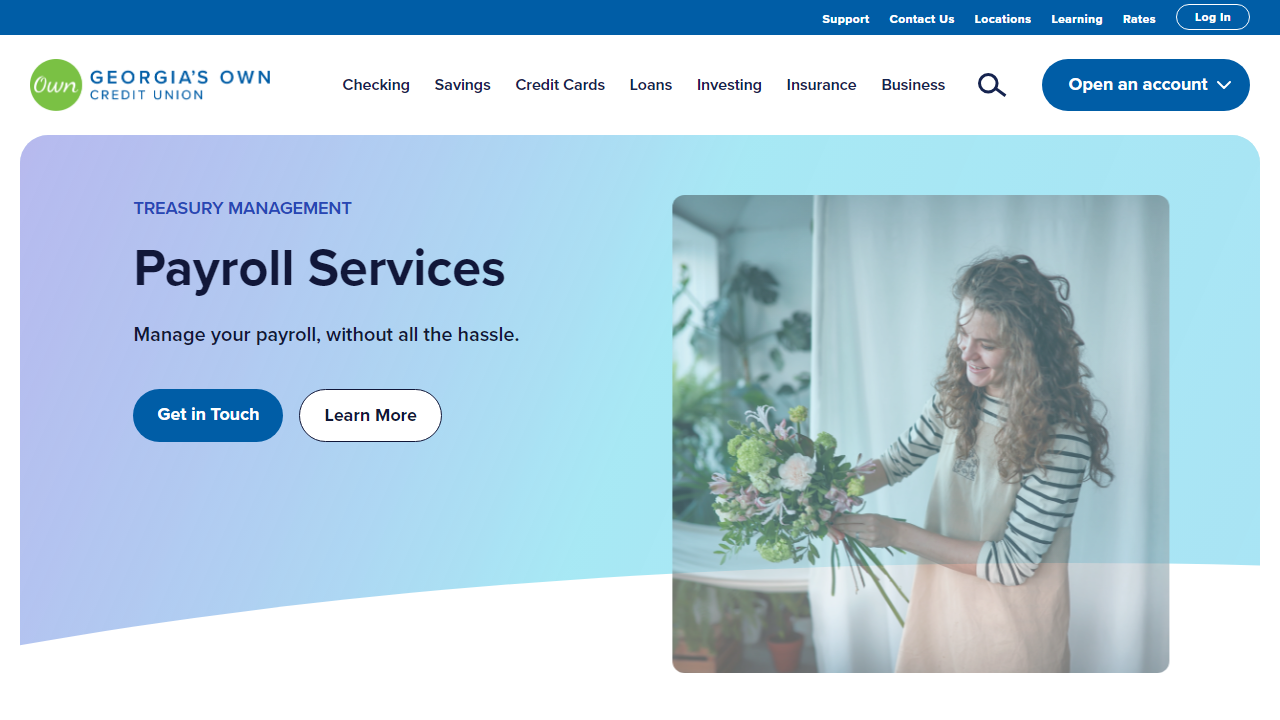 Support Contact Us Locations Learning Rates Log In
Own GEORGIA'S OWN
CREDIT UNION
Checking Savings Credit Cards Loans Investing Insurance Business Open an account
TREASURY MANAGEMENT
Payroll Services
Manage your payroll, without all the hassle.
Get in Touch Learn More